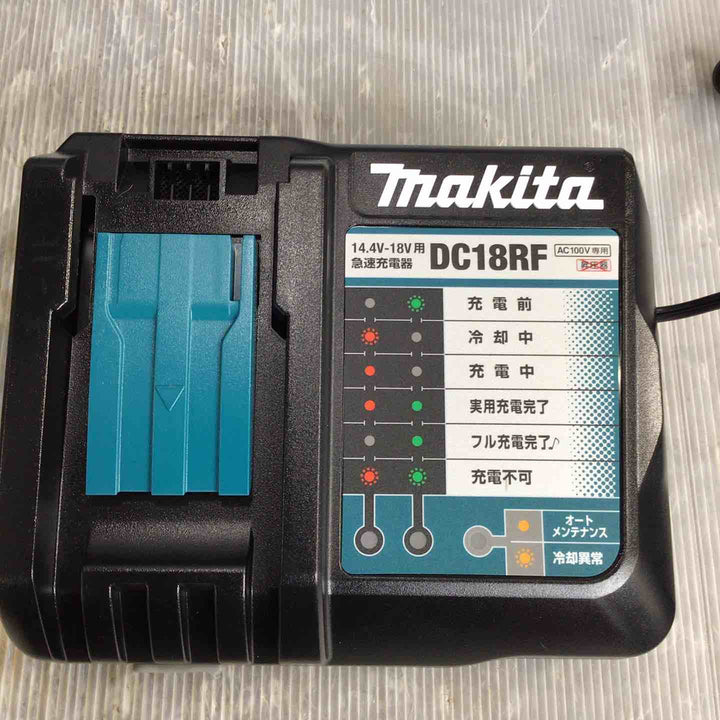 makita
14.4V-18V用
急速充電器 DC18RF
AC100V専用
昇圧器
充電前
冷却中
充電中
実用充電完了
フル充電完了♪
充電不可
オート
メンテナンス
冷却異常